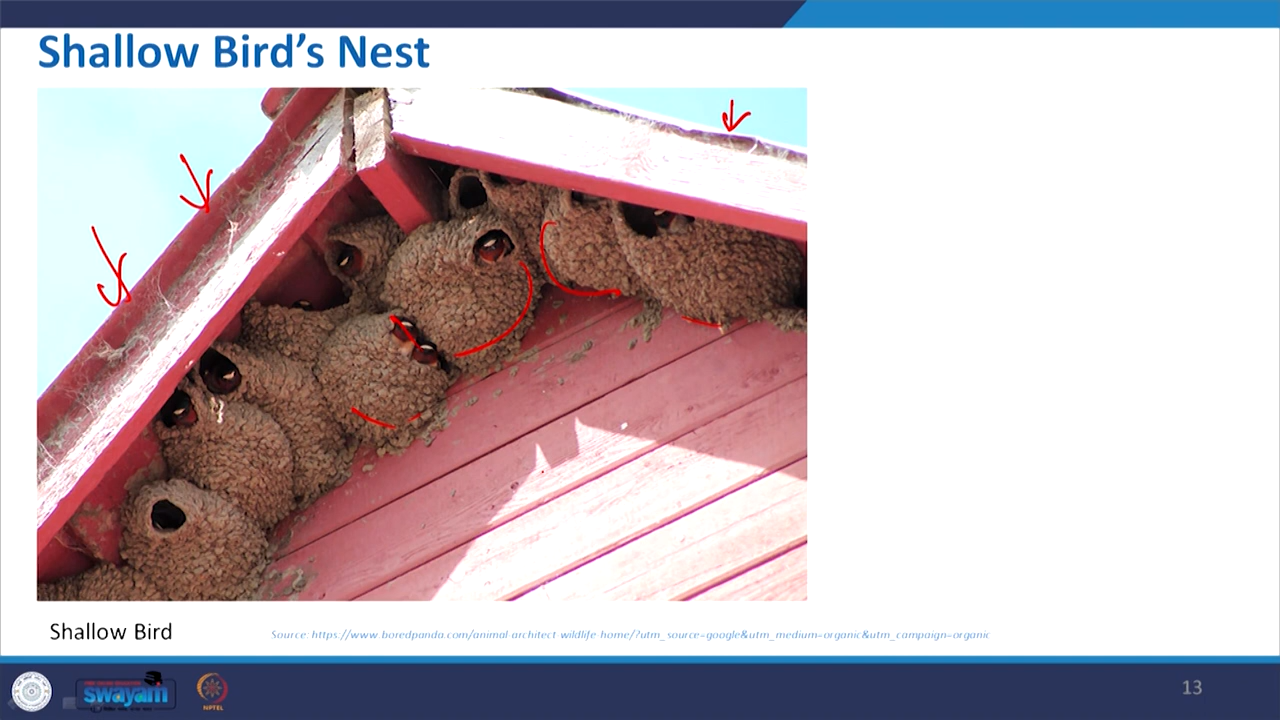 Shallow Bird's Nest
Shallow Bird
Source: https://www.boredpanda.com/animal-architect-wildlife-home/?utm_source=google&utm_medium=organic&utm_campaign=organic
swayam
NPTEL
13